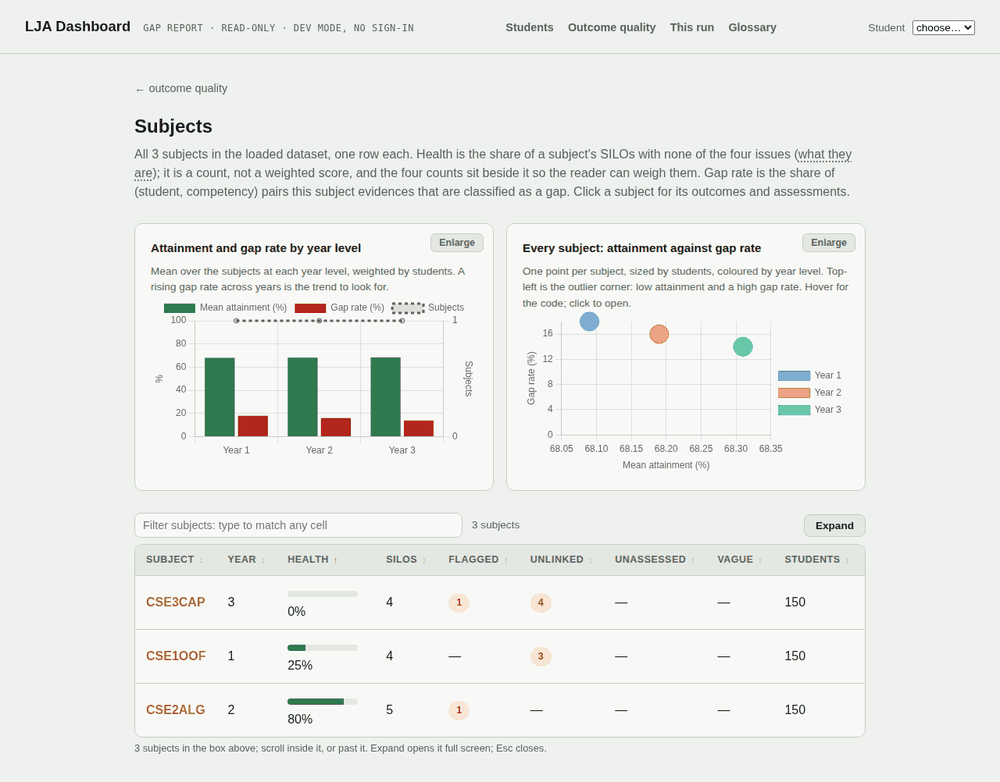 LJA Dashboard GAP REPORT · READ-ONLY · DEV MODE, NO SIGN-IN Students Outcome quality This run Glossary Student choose…
← outcome quality
Subjects
All 3 subjects in the loaded dataset, one row each. Health is the share of a subject's SILOs with none of the four issues (what they
are); it is a count, not a weighted score, and the four counts sit beside it so the reader can weigh them. Gap rate is the share of
(student, competency) pairs this subject evidences that are classified as a gap. Click a subject for its outcomes and assessments.
Attainment and gap rate by year level Enlarge
Mean over the subjects at each year level, weighted by students. A
rising gap rate across years is the trend to look for.
Mean attainment (%) Gap rate (%) Subjects
100 1
80
60
40
20
0 0
%
Subjects
Year 1 Year 2 Year 3
Every subject: attainment against gap rate Enlarge
One point per subject, sized by students, coloured by year level. Top-
left is the outlier corner: low attainment and a high gap rate. Hover for
the code; click to open.
16
12
8
4
0
Gap rate (%)
Year 1
Year 2
Year 3
68.05 68.10 68.15 68.20 68.25 68.30 68.35
Mean attainment (%)
Filter subjects: type to match any cell 3 subjects Expand
SUBJECT ↕ YEAR ↕ HEALTH ↑ SILOS ↕ FLAGGED ↕ UNLINKED ↕ UNASSESSED ↕ VAGUE ↕ STUDENTS ↕
CSE3CAP 3 0% 4 1 4 — — 150
CSE1OOF 1 25% 4 — 3 — — 150
CSE2ALG 2 80% 5 1 — — — 150
3 subjects in the box above; scroll inside it, or past it. Expand opens it full screen; Esc closes.